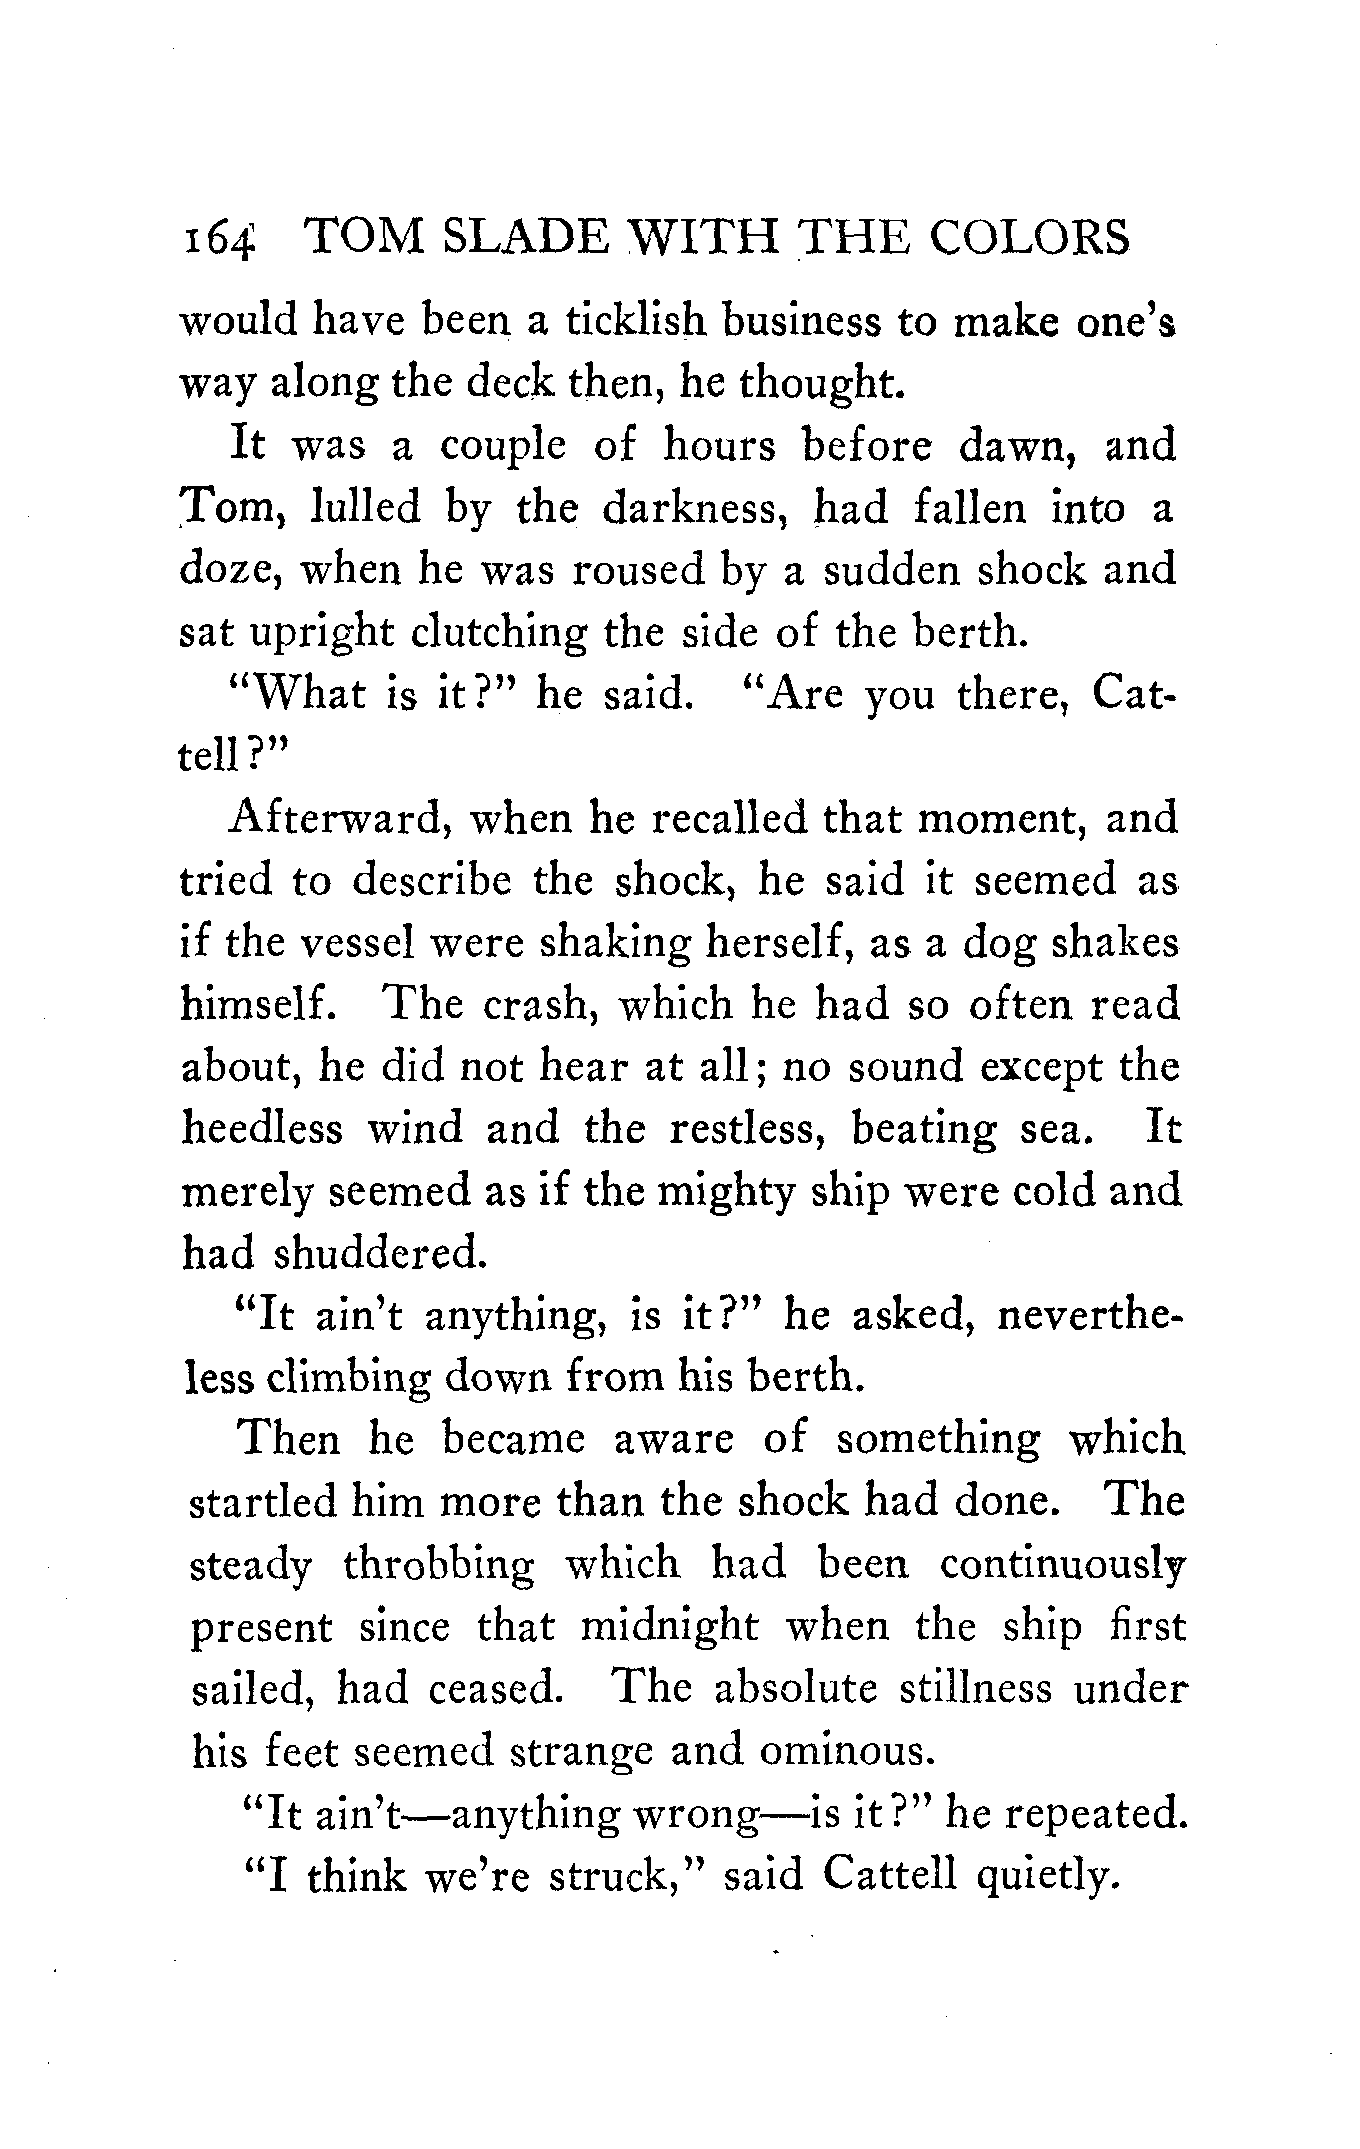 164 TOM SLADE WITH THE COLORS
would have been a ticklish business to make one's
way along the deck then, he thought.
It was a couple of hours before dawn, and
Tom, lulled by the darkness, had fallen into a
doze, when he was roused by a sudden shock and
sat upright clutching the side of the berth.
"What is it?" he said. "Are you there, Cat-
tell?"
Afterward, when he recalled that moment, and
tried to describe the shock, he said it seemed as
if the vessel were shaking herself, as a dog shakes
himself. The crash, which he had so often read
about, he did not hear at all; no sound except the
heedless wind and the restless, beating sea. It
merely seemed as if the mighty ship were cold and
had shuddered.
"It ain't anything, is it?" he asked, neverthe-
less climbing down from his berth.
Then he became aware of something which
startled him more than the shock had done. The
steady throbbing which had been continuously
present since that midnight when the ship first
sailed, had ceased. The absolute stillness under
his feet seemed strange and ominous.
"It ain't—anything wrong—is it?" he repeated.
"I think we're struck," said Cattell quietly.